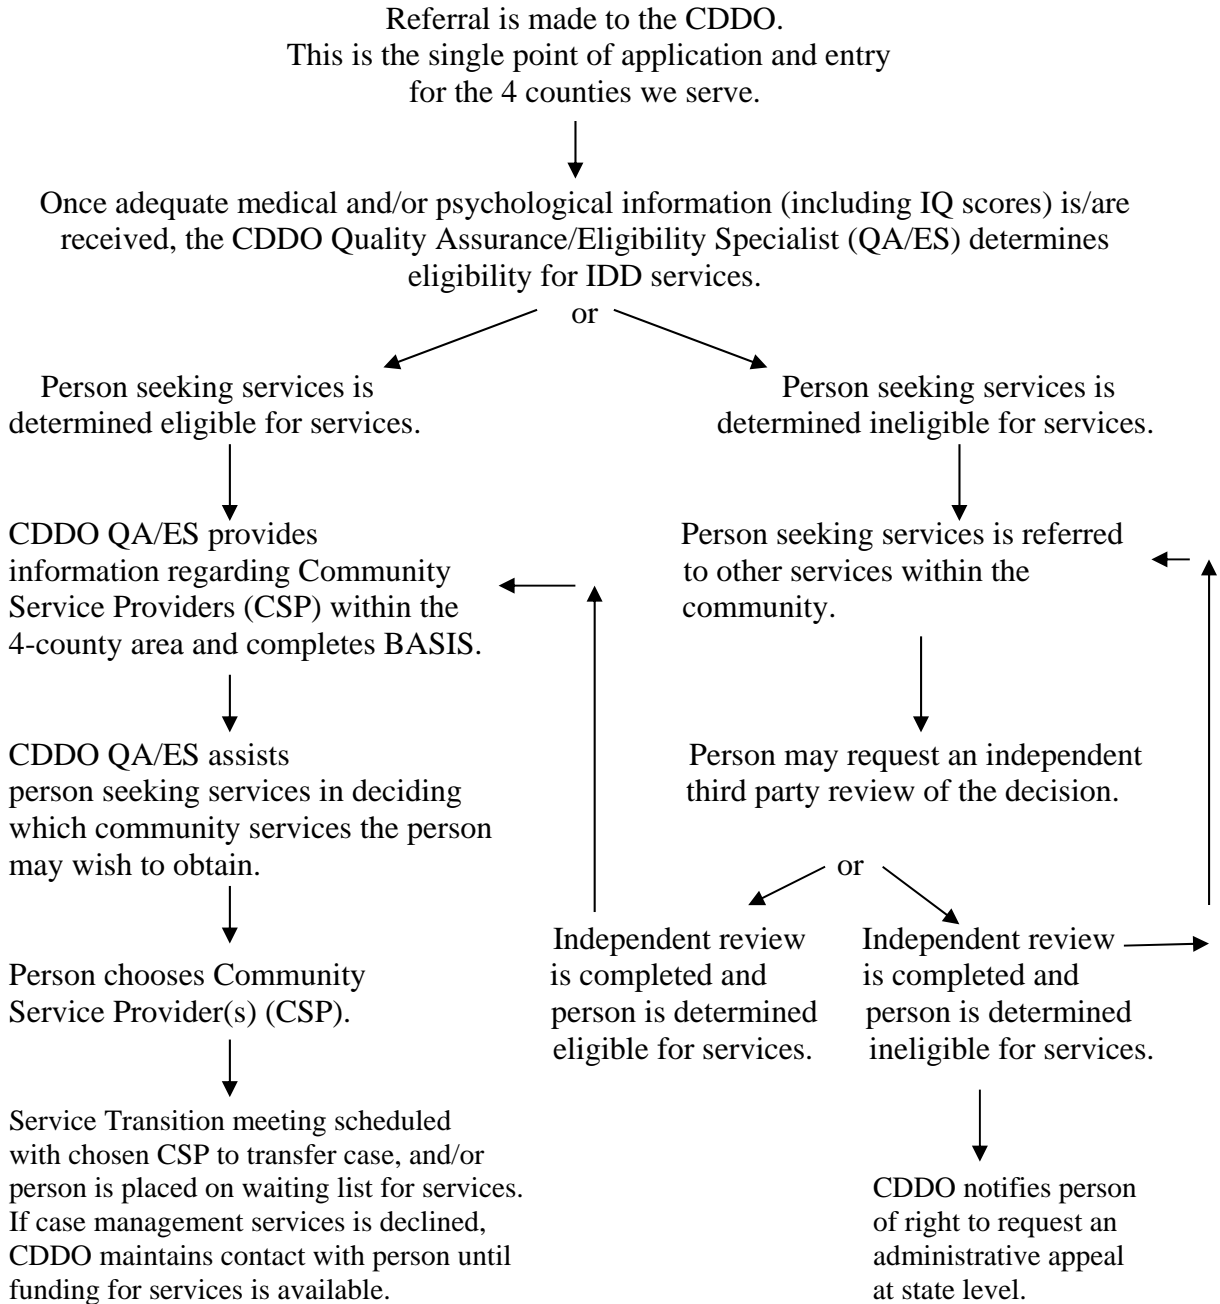 Referral is made to the CDDO.
This is the single point of application and entry
for the 4 counties we serve.
Once adequate medical and/or psychological information (including IQ scores) is/are
received, the CDDO Quality Assurance/Eligibility Specialist (QA/ES) determines
eligibility for IDD services.
or
Person seeking services is
determined eligible for services.
Person seeking services is
determined ineligible for services.
CDDO QA/ES provides
information regarding Community
Service Providers (CSP) within the
4-county area and completes BASIS.
Person seeking services is referred
to other services within the
community.
CDDO QA/ES assists
person seeking services in deciding
which community services the person
may wish to obtain.
Person may request an independent
third party review of the decision.
or
Person chooses Community
Service Provider(s) (CSP).
Independent review
is completed and
person is determined
eligible for services.
Independent review
is completed and
person is determined
ineligible for services.
Service Transition meeting scheduled
with chosen CSP to transfer case, and/or
person is placed on waiting list for services.
If case management services is declined,
CDDO maintains contact with person until
funding for services is available.
CDDO notifies person
of right to request an
administrative appeal
at state level.